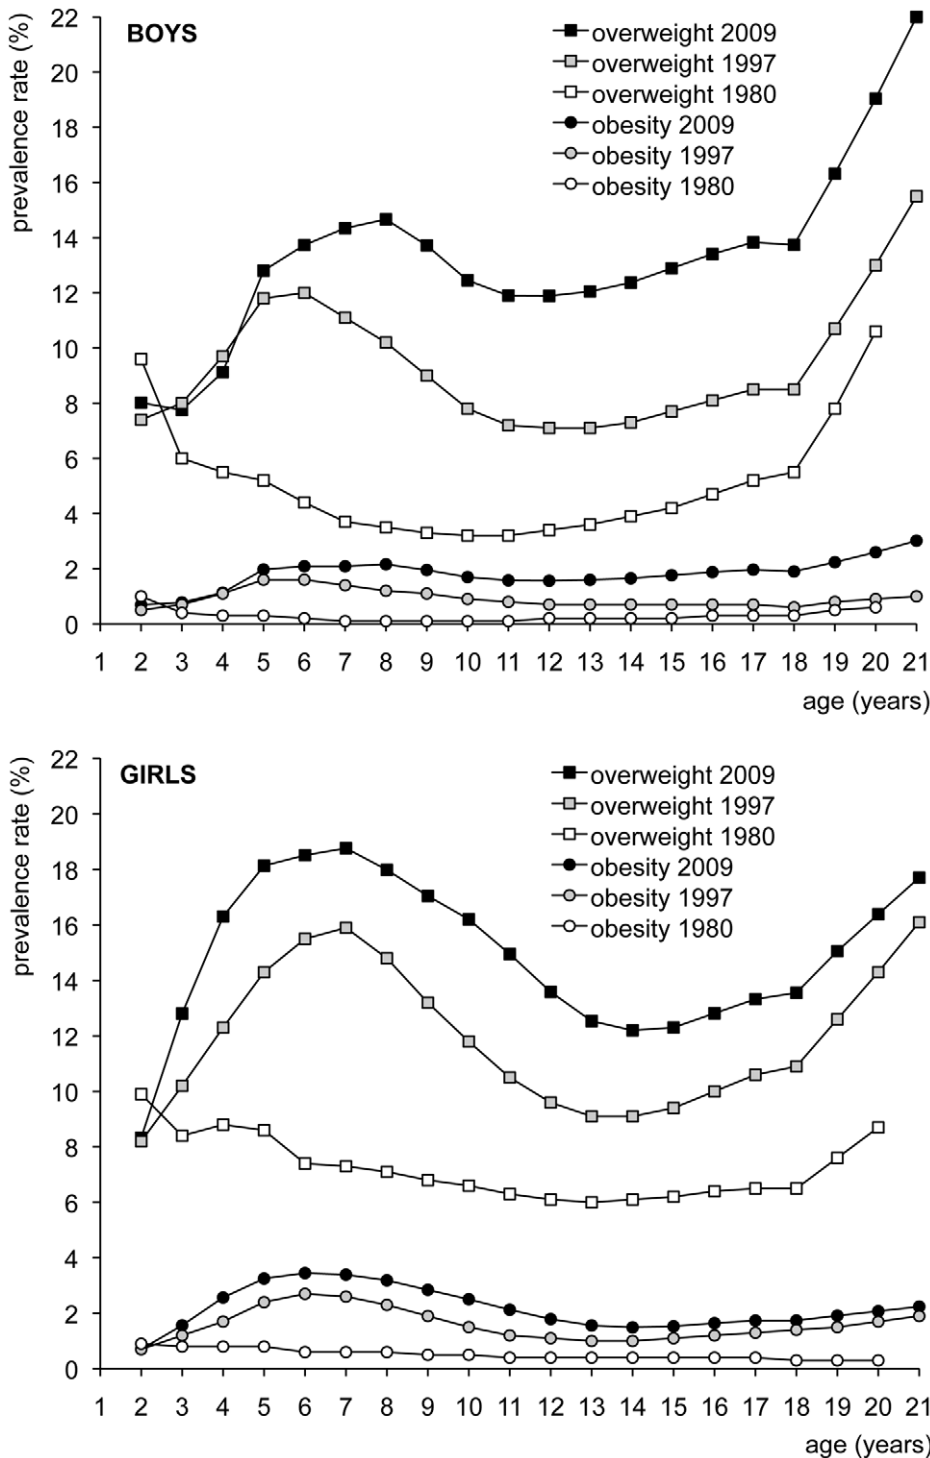 BOYS
prevalence rate (%)
overweight 2009
overweight 1997
overweight 1980
obesity 2009
obesity 1997
obesity 1980
22
20
18
16
14
12
10
8
6
4
2
0
1 2 3 4 5 6 7 8 9 10 11 12 13 14 15 16 17 18 19 20 21
age (years)
GIRLS
prevalence rate (%)
overweight 2009
overweight 1997
overweight 1980
obesity 2009
obesity 1997
obesity 1980
22
20
18
16
14
12
10
8
6
4
2
0
1 2 3 4 5 6 7 8 9 10 11 12 13 14 15 16 17 18 19 20 21
age (years)